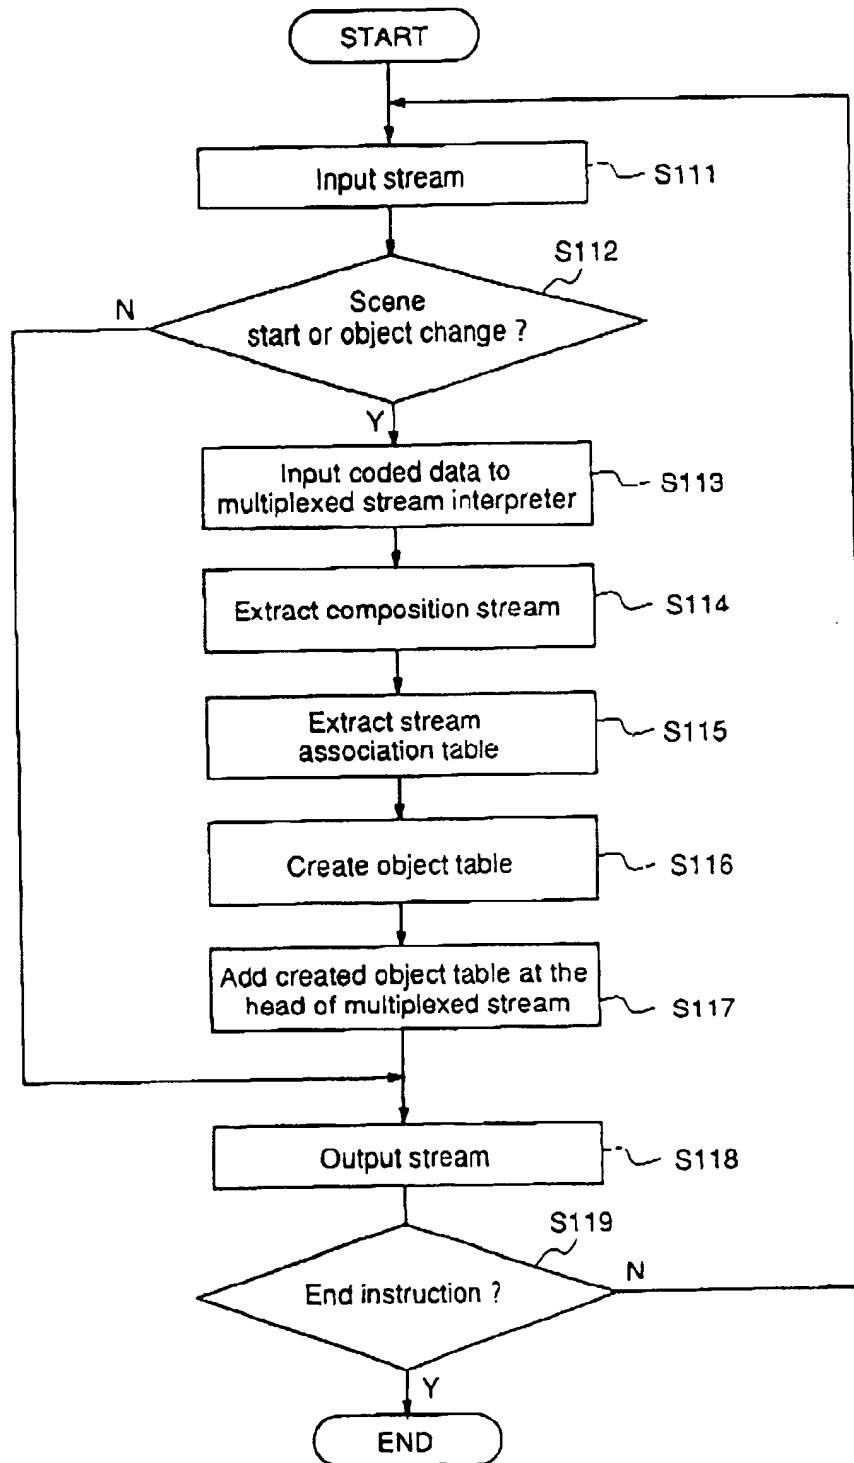 START
Input stream
S111
S112
N
Scene
start or object change ?
Y
Input coded data to
multiplexed stream interpreter
S113
Extract composition stream
S114
Extract stream
association table
S115
Create object table
S116
Add created object table at the
head of multiplexed stream
S117
Output stream
S118
S119
End instruction ?
N
Y
END